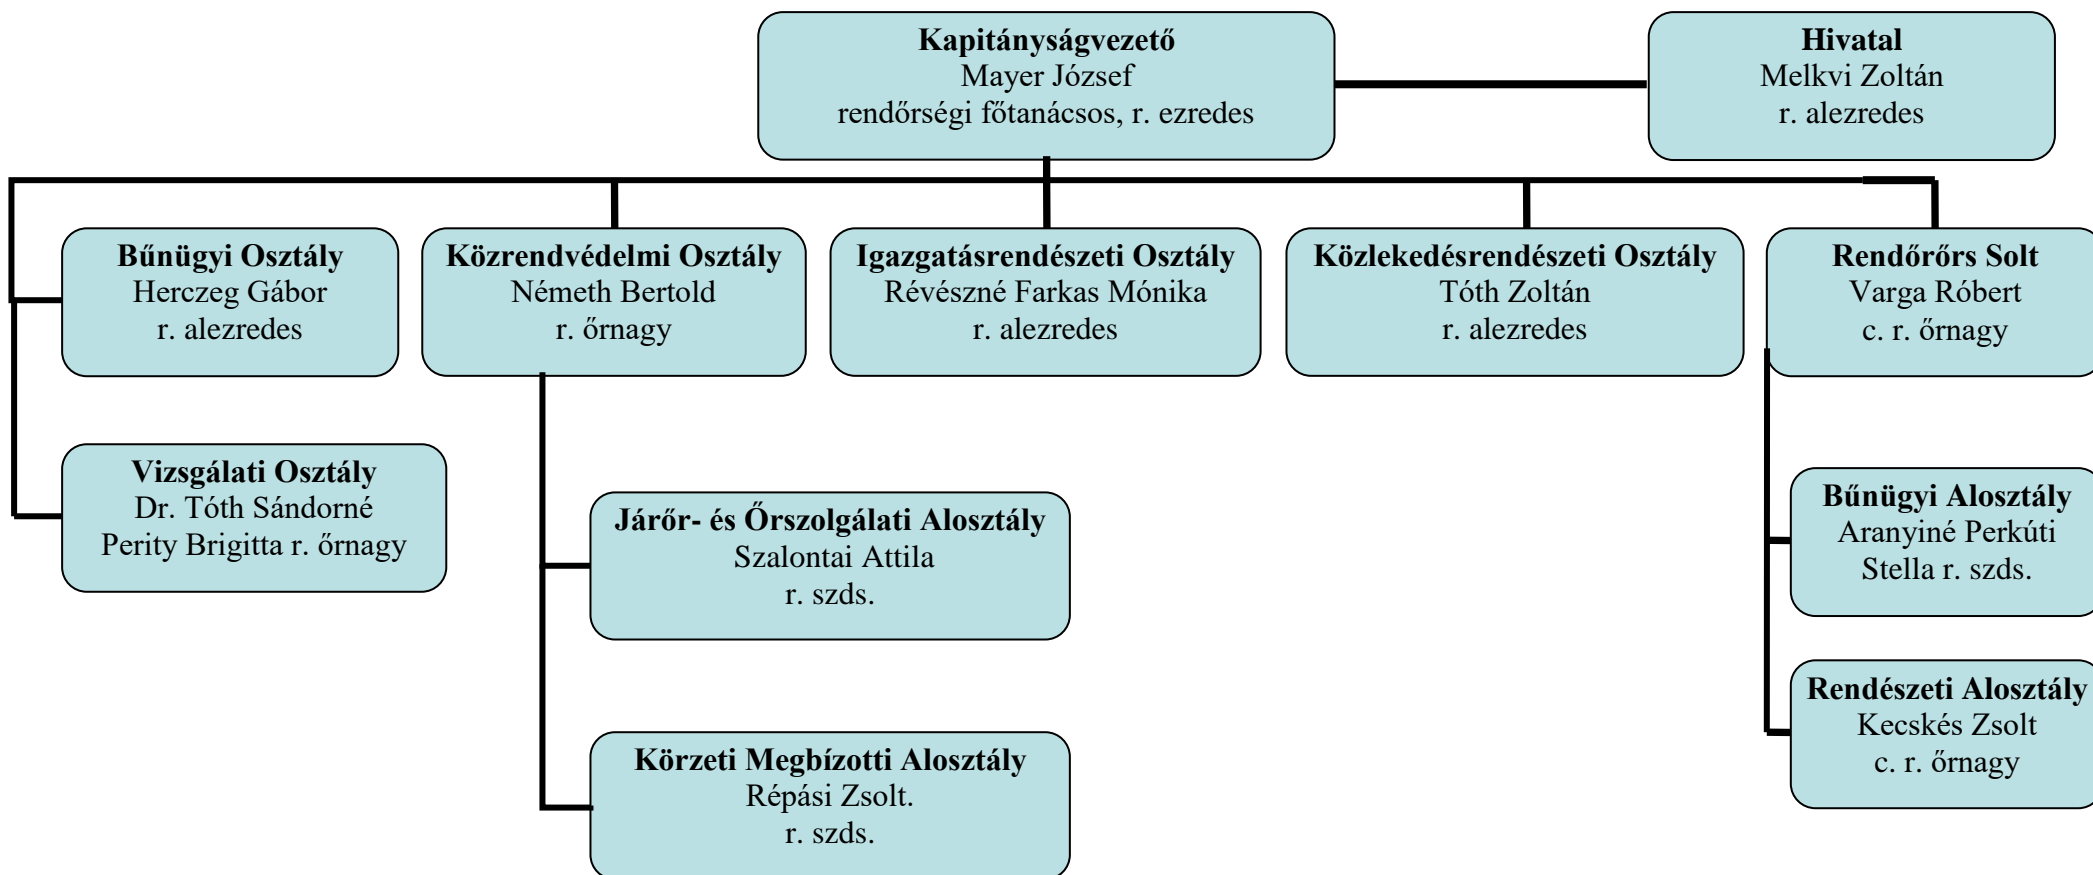 Kapitányságvezető
Mayer József
rendőrségi főtanácsos, r. ezredes
Hivatal
Melkvi Zoltán
r. alezredes
Bűnügyi Osztály
Herczeg Gábor
r. alezredes
Közrendvédelmi Osztály
Németh Bertold
r. őrnagy
Igazgatásrendészeti Osztály
Révészné Farkas Mónika
r. alezredes
Közlekedésrendészeti Osztály
Tóth Zoltán
r. alezredes
Rendőrőrs Solt
Varga Róbert
c. r. őrnagy
Vizsgálati Osztály
Dr. Tóth Sándorné
Perity Brigitta r. őrnagy
Járőr- és Őrszolgálati Alosztály
Szalontai Attila
r. szds.
Körzeti Megbízotti Alosztály
Répási Zsolt.
r. szds.
Bűnügyi Alosztály
Aranyiné Perkúti
Stella r. szds.
Rendészeti Alosztály
Kecskés Zsolt
c. r. őrnagy